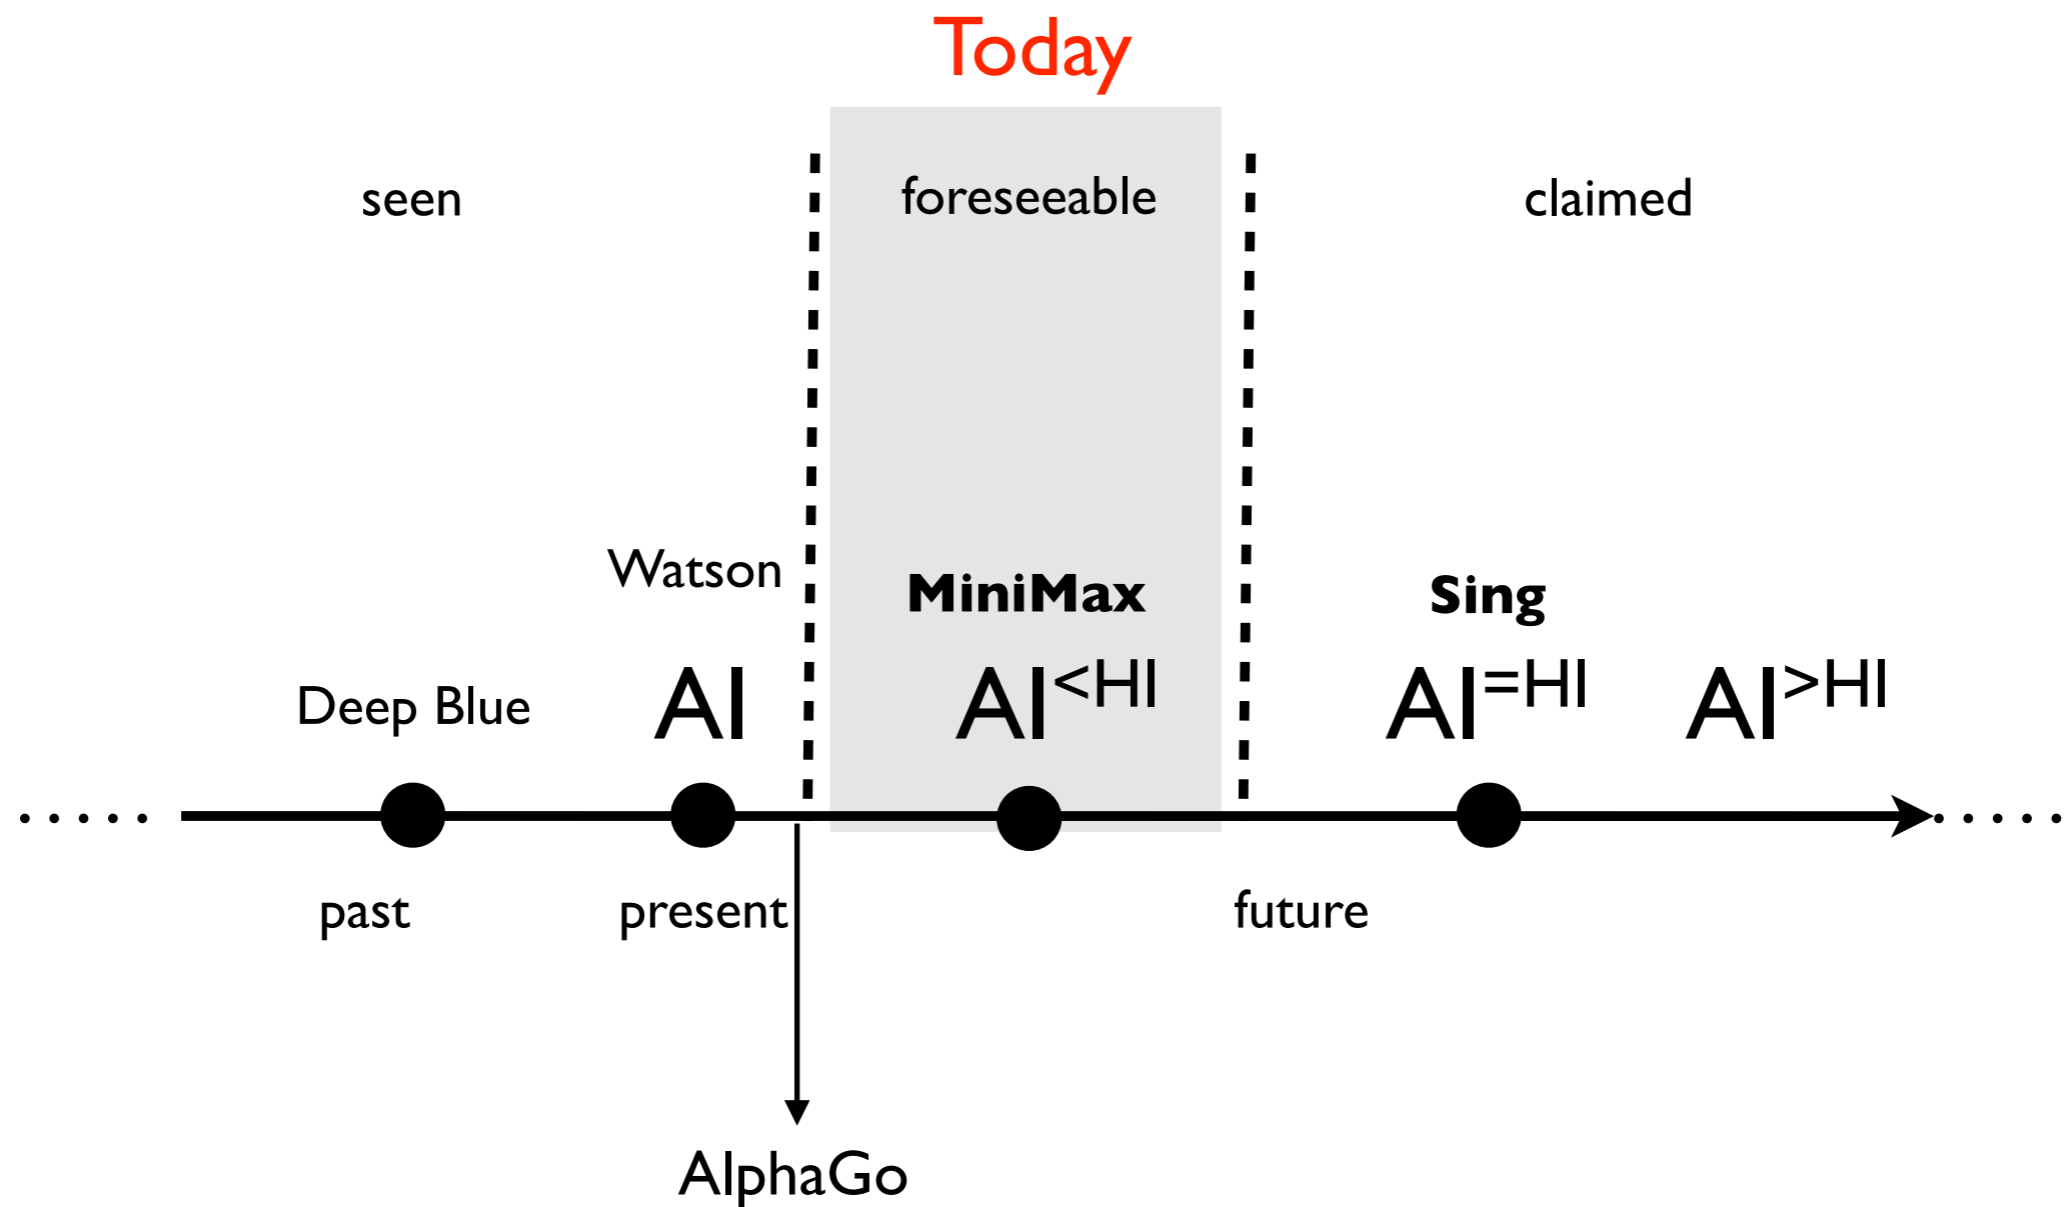 Today
seen foreseeable claimed
Watson MiniMax Sing
Deep Blue AI AI<HI AI=HI AI>HI
past present future
AlphaGo